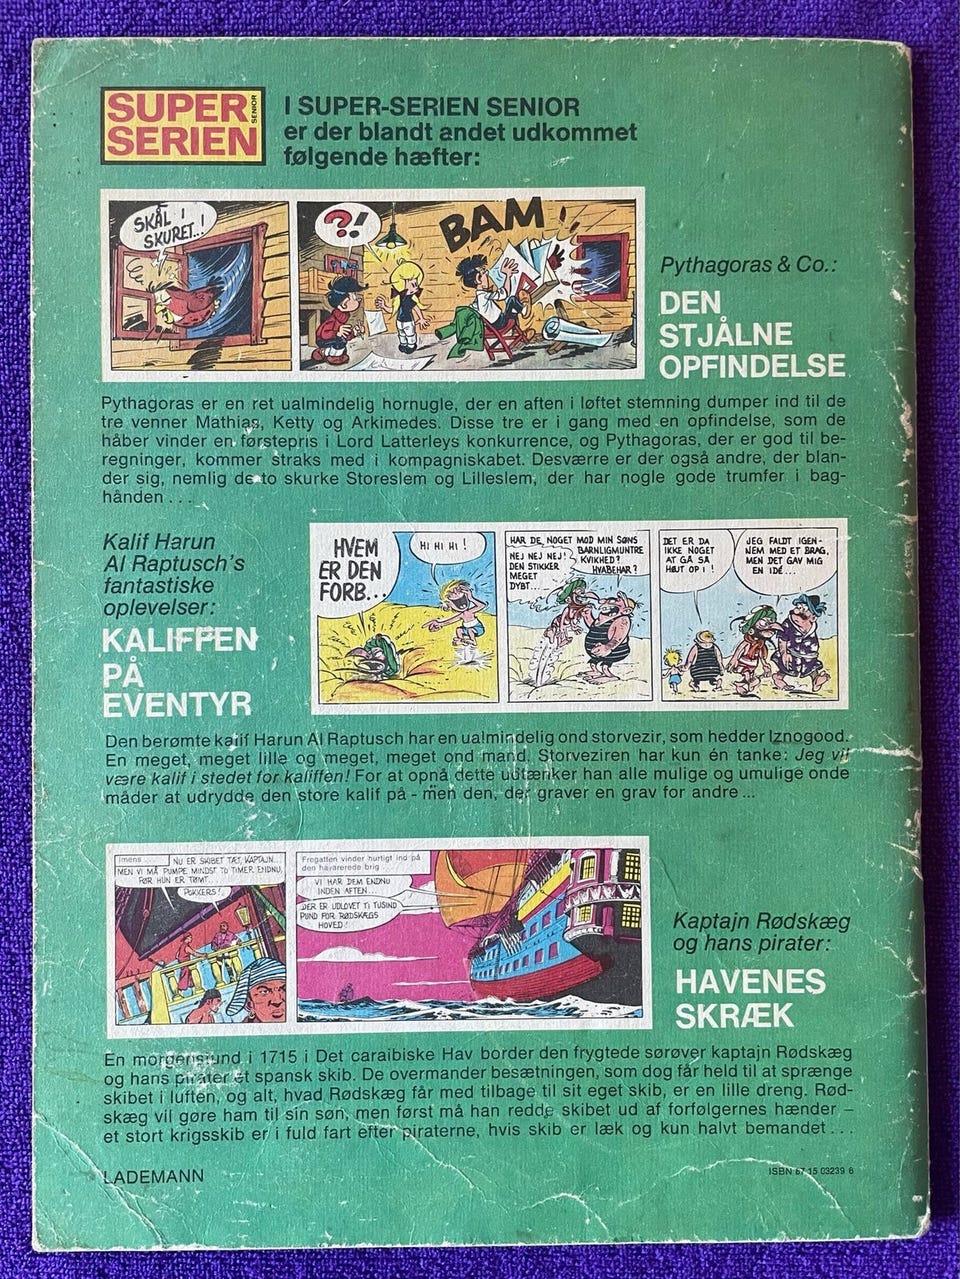 SUPER
SERIEN
SENIOR
I SUPER-SERIEN SENIOR
er der blandt andet udkommet
følgende hæfter:
SKÅL I
SKURET..!
?!
BAM!
Pythagoras & Co.:
DEN
STJÅLNE
OPFINDELSE
Pythagoras er en ret ualmindelig hornugle, der en aften i løftet stemning dumper ind til de
tre venner Mathias, Ketty og Arkimedes. Disse tre er i gang med en opfindelse, som de
håber vinder en førstepris i Lord Latterleys konkurrence, og Pythagoras, der er god til be-
regninger, kommer straks med i kompagniskabet. Desværre er der også andre, der blan-
der sig, nemlig de to skurke Storeslem og Lilleslem, der har nogle gode trumfer i bag-
hånden . . .
Kalif Harun
Al Raptusch's
fantastiske
oplevelser:
KALIFFEN
PÅ
EVENTYR
HVEM
ER DEN
FORB...
HI HI HI !
HAR DE NOGET MOD MIN SØNS
BARNLIGMUNTRE
KVIKHED?
HVABEHAR?
NEJ NEJ NEJ!
DEN STIKKER
MEGET
DYBT...
DET ER DA
IKKE NOGET
AT GÅ SÅ
HØJT OP I !
JEG FALDT IGEN-
NEM MED ET BRAG,
MEN DET GAV MIG
EN IDÉ...
Den berømte kalif Harun Al Raptusch har en ualmindelig ond storvezir, som hedder Iznogood.
En meget, meget lille og meget, meget ond mand. Storveziren har kun én tanke: Jeg vil
være kalif i stedet for kaliffen! For at opnå dette udtænker han alle mulige og umulige onde
måder at udrydde den store kalif på - men den, der graver en grav for andre ...
Imens . . . .
NU ER SKIBET TÆT, KAPTAJN...
MEN VI MÅ PUMPE MINDST TO TIMER ENDNU,
FØR HUN ER TØMT...
POKKERS!
Fregatten vinder hurtigt ind på
den havarerede brig
VI HAR DEM ENDNU
INDEN AFTEN...
DER ER UDLOVET TI TUSIND
PUND FOR RØDSKÆGS
HOVED!
Kaptajn Rødskæg
og hans pirater:
HAVENES
SKRÆK
En morgenstund i 1715 i Det caraibiske Hav border den frygtede sørøver kaptajn Rødskæg
og hans pirater et spansk skib. De overmander besætningen, som dog får held til at sprænge
skibet i luften, og alt, hvad Rødskæg får med tilbage til sit eget skib, er en lille dreng. Rød-
skæg vil gøre ham til sin søn, men først må han redde skibet ud af forfølgernes hænder –
et stort krigsskib er i fuld fart efter piraterne, hvis skib er læk og kun halvt bemandet . . .
LADEMANN
ISBN 87 15 03239 6